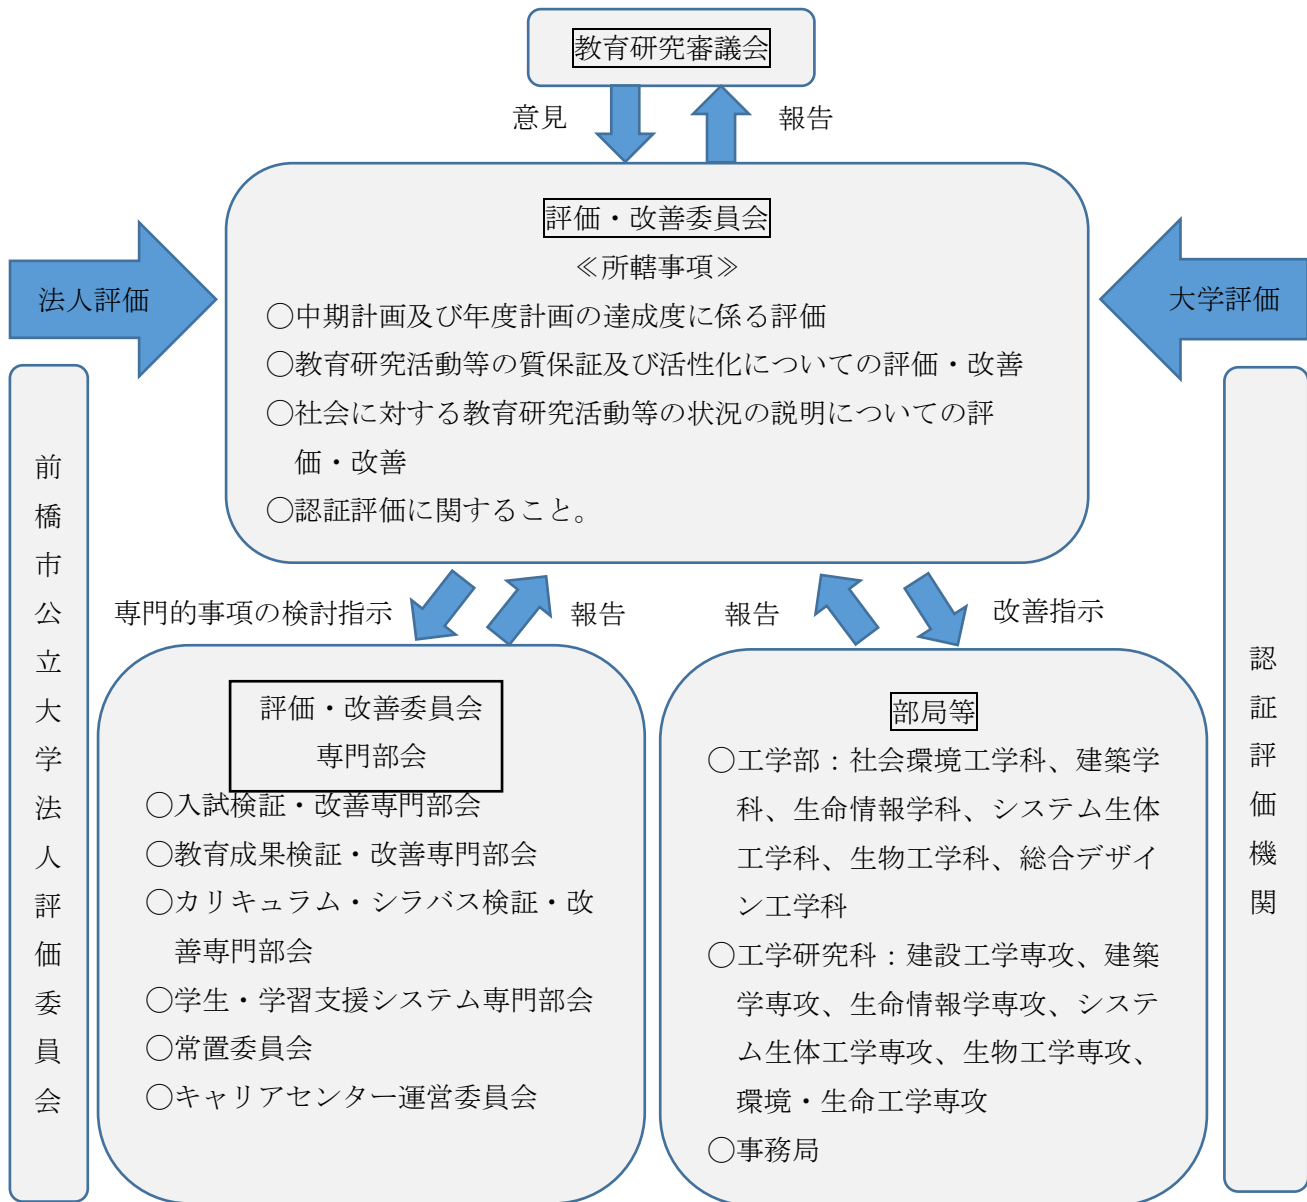 教育研究審議会
意見
報告
評価・改善委員会
≪所轄事項≫
○中期計画及び年度計画の達成度に係る評価
○教育研究活動等の質保証及び活性化についての評価・改善
○社会に対する教育研究活動等の状況の説明についての評
価・改善
○認証評価に関すること。
法人評価
大学評価
前橋市公立大学法人評価委員会
認証評価機関
専門的事項の検討指示
報告
報告
改善指示
評価・改善委員会
専門部会
○入試検証・改善専門部会
○教育成果検証・改善専門部会
○カリキュラム・シラバス検証・改
善専門部会
○学生・学習支援システム専門部会
○常置委員会
○キャリアセンター運営委員会
部局等
○工学部：社会環境工学科、建築学
科、生命情報学科、システム生体
工学科、生物工学科、総合デザイ
ン工学科
○工学研究科：建設工学専攻、建築
学専攻、生命情報学専攻、システ
ム生体工学専攻、生物工学専攻、
環境・生命工学専攻
○事務局